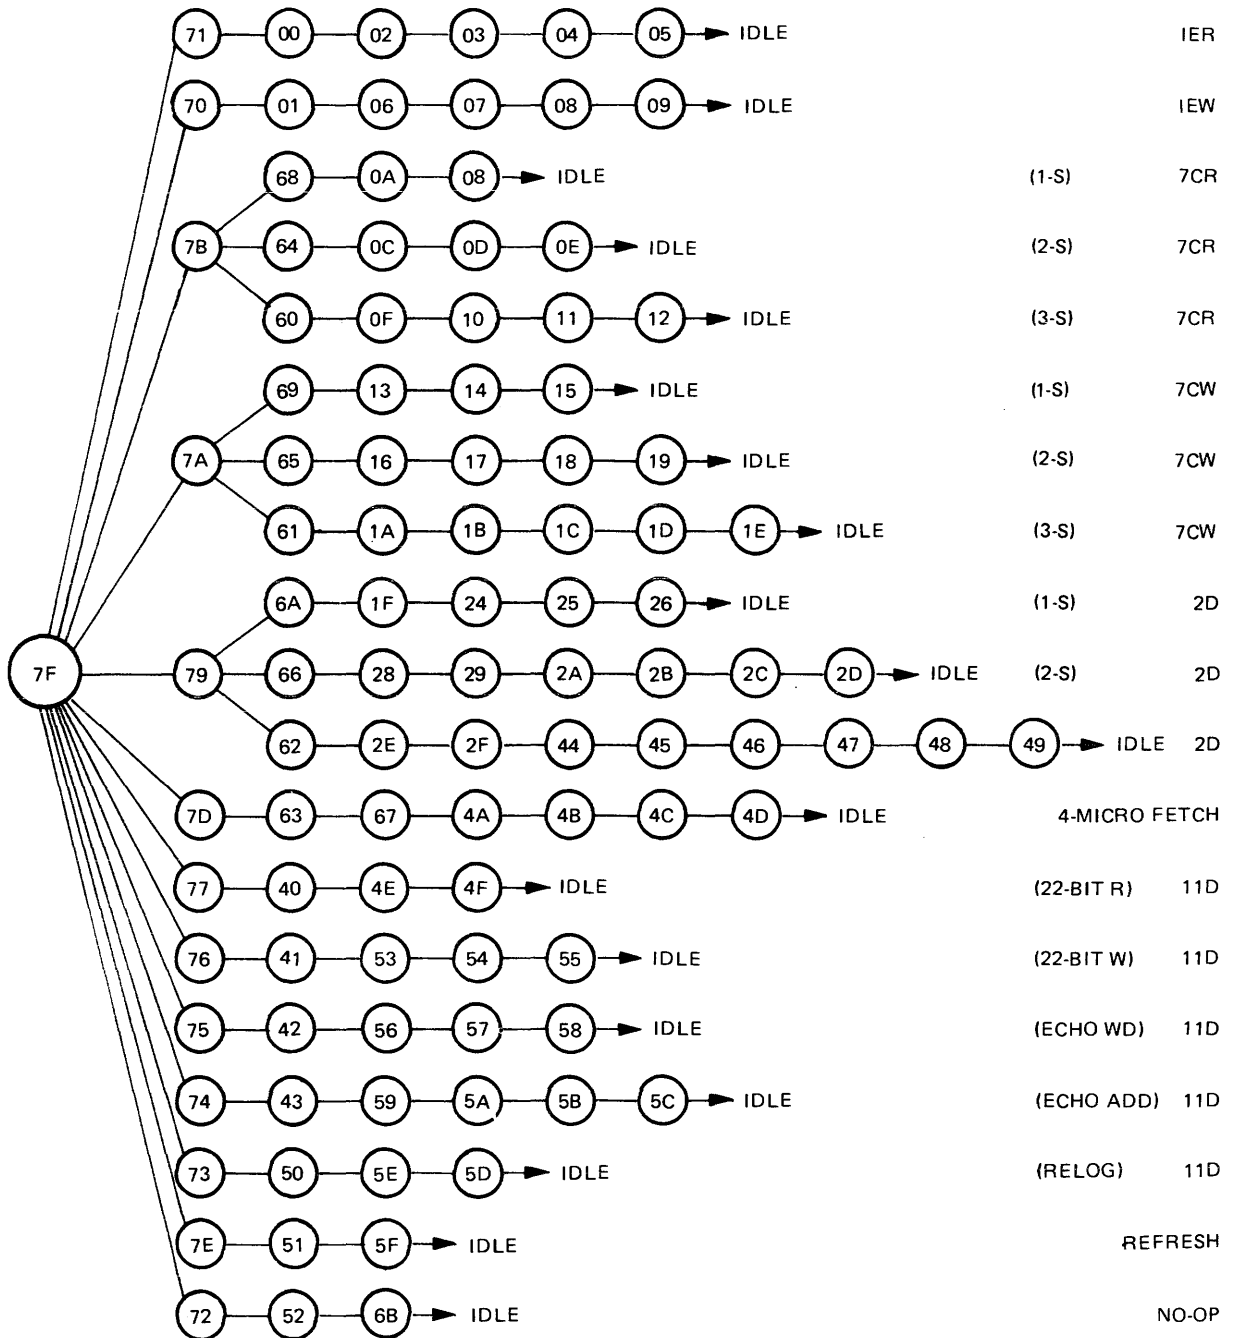 71 00 02 03 04 05 IDLE IER
70 01 06 07 08 09 IDLE IEW
68 0A 08 IDLE (1-S) 7CR
7B 64 0C 0D 0E IDLE (2-S) 7CR
60 0F 10 11 12 IDLE (3-S) 7CR
69 13 14 15 IDLE (1-S) 7CW
7A 65 16 17 18 19 IDLE (2-S) 7CW
61 1A 1B 1C 1D 1E IDLE (3-S) 7CW
6A 1F 24 25 26 IDLE (1-S) 2D
7F 79 66 28 29 2A 2B 2C 2D IDLE (2-S) 2D
62 2E 2F 44 45 46 47 48 49 IDLE 2D
7D 63 67 4A 4B 4C 4D IDLE 4-MICRO FETCH
77 40 4E 4F IDLE (22-BIT R) 11D
76 41 53 54 55 IDLE (22-BIT W) 11D
75 42 56 57 58 IDLE (ECHO WD) 11D
74 43 59 5A 5B 5C IDLE (ECHO ADD) 11D
73 50 5E 5D IDLE (RELOG) 11D
7E 51 5F IDLE REFRESH
72 52 6B IDLE NO-OP